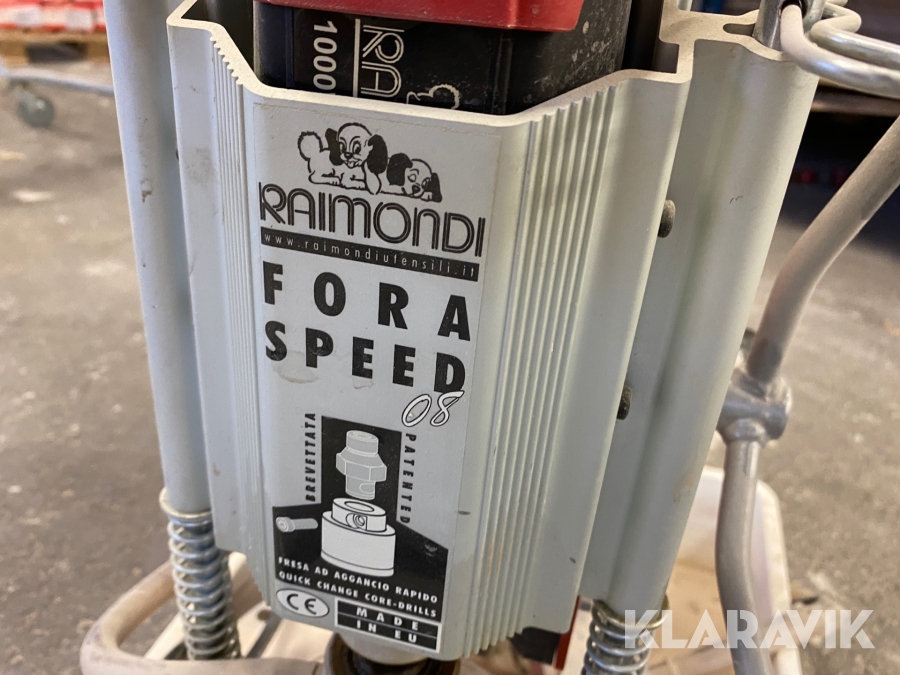 RA
1000
RAIMONDI
www.raimondiutensili.it
FORA
SPEED
08
BREVETTATA
PATENTED
FRESA AD AGGANCIO RAPIDO
QUICK CHANGE CORE-DRILLS
CE
MADE
IN EU
KLARAVIK